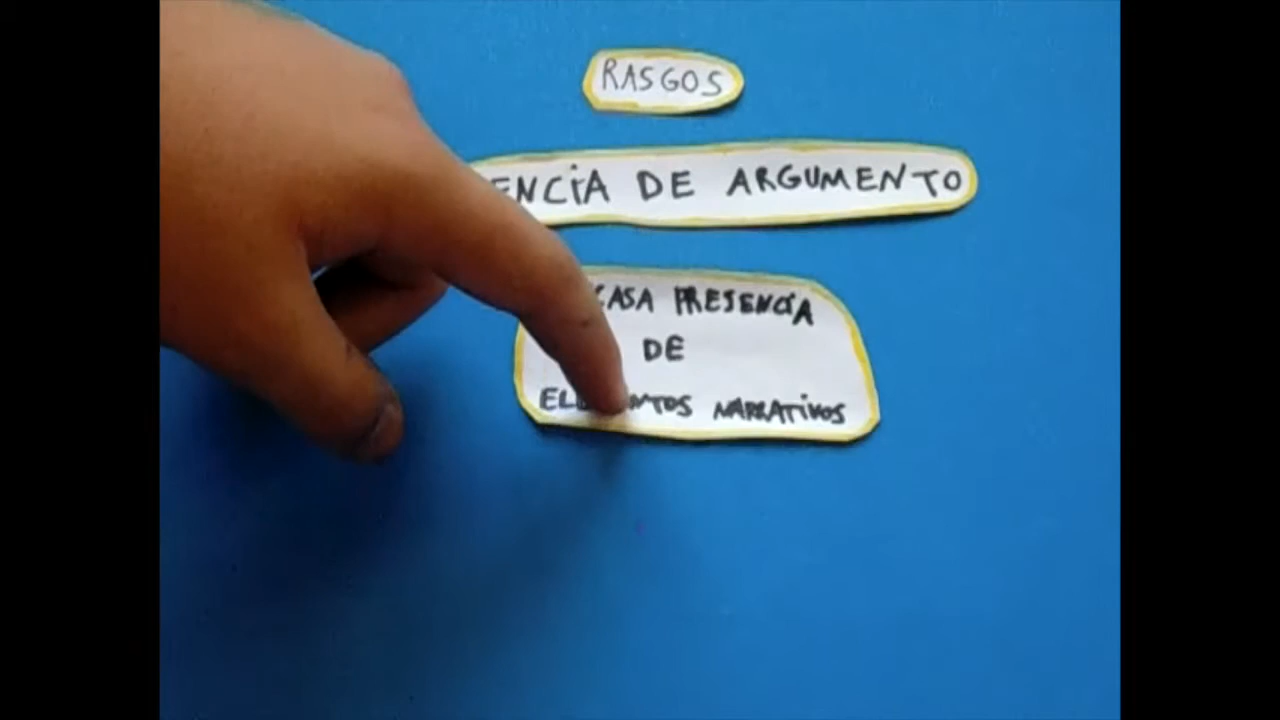 RASGOS
ENCIA DE ARGUMENTO
CASA PRESENCIA
DE
NARRATIVOS